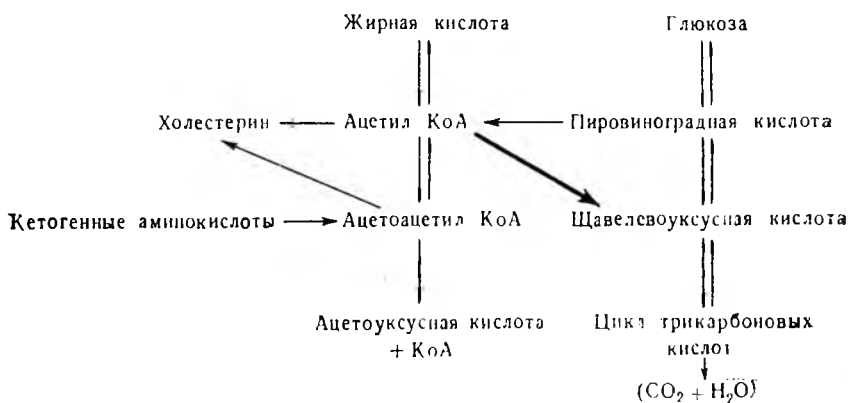 Жирная кислота
Глюкоза
Холестерин
Ацетил КоА
Пировиноградная кислота
Кетогенные аминокислоты
Ацетоацетил КоА
Щавелевоуксусная кислота
Ацетоуксусная кислота
+ КоА
Цикл трикарбоновых
кислот
(CO₂ + H₂O)